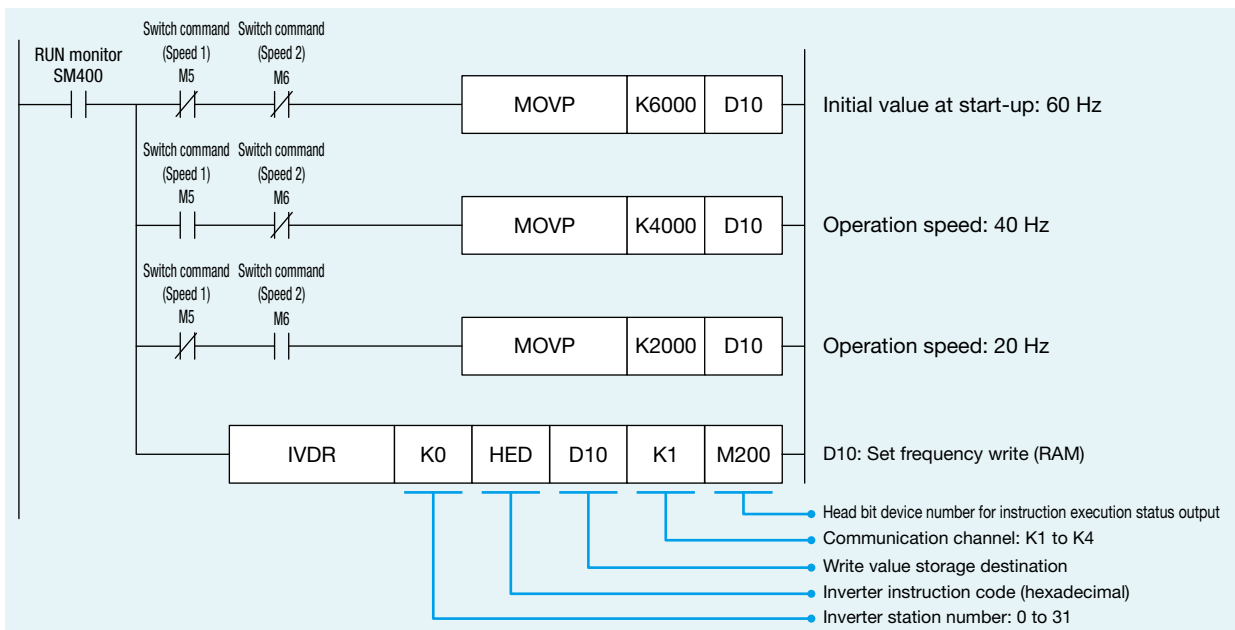 Switch command Switch command
RUN monitor (Speed 1) (Speed 2)
SM400 M5 M6
MOVP K6000 D10 Initial value at start-up: 60 Hz
Switch command Switch command
(Speed 1) (Speed 2)
M5 M6
MOVP K4000 D10 Operation speed: 40 Hz
Switch command Switch command
(Speed 1) (Speed 2)
M5 M6
MOVP K2000 D10 Operation speed: 20 Hz
IVDR K0 HED D10 K1 M200 D10: Set frequency write (RAM)
Head bit device number for instruction execution status output
Communication channel: K1 to K4
Write value storage destination
Inverter instruction code (hexadecimal)
Inverter station number: 0 to 31